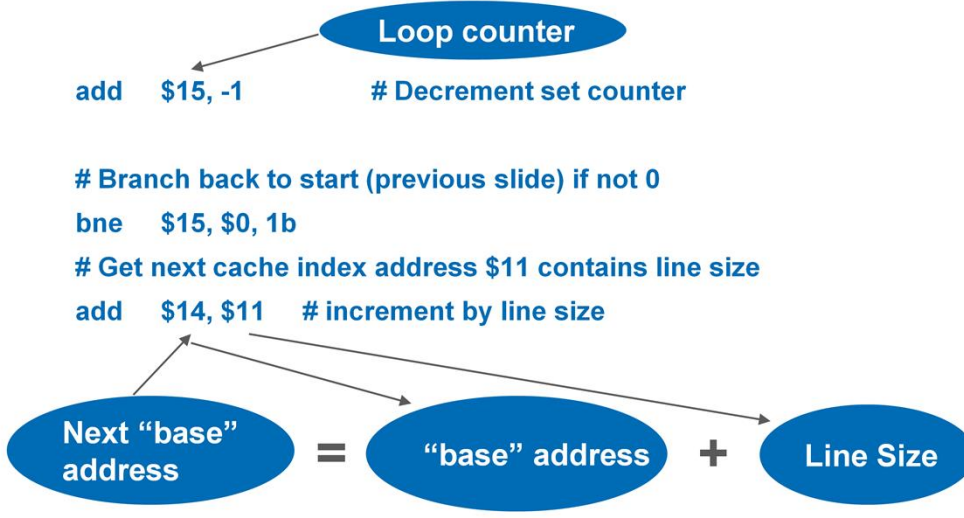 Loop counter
add $15, -1 # Decrement set counter
# Branch back to start (previous slide) if not 0
bne $15, $0, 1b
# Get next cache index address $11 contains line size
add $14, $11 # increment by line size
Next “base”
address
=
“base” address
+
Line Size